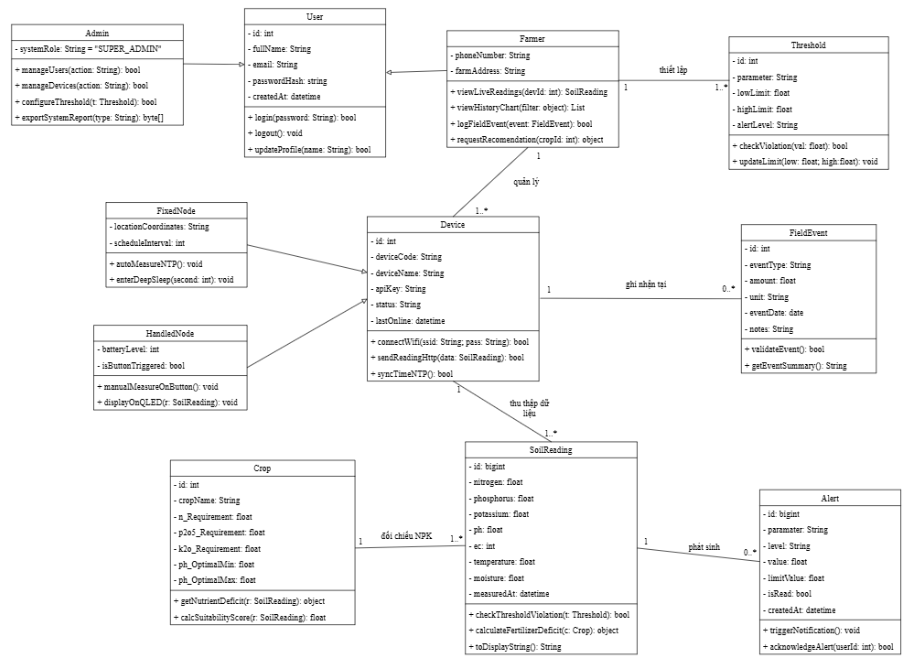 Admin
- systemRole: String = "SUPER_ADMIN"
+ manageUsers(action: String): bool
+ manageDevices(action: String): bool
+ configureThreshold(t: Threshold): bool
+ exportSystemReport(type: String): byte[]
User
- id: int
- fullName: String
- email: String
- passwordHash: string
- createdAt: datetime
+ login(password: String): bool
+ logout(): void
+ updateProfile(name: String): bool
Farmer
- phoneNumber: String
- farmAddress: String
+ viewLiveReadings(devId: int): SoilReading
+ viewHistoryChart(filter: object): List
+ logFieldEvent(event: FieldEvent): bool
+ requestRecomendation(cropId: int): object
thiết lập
1
1..*
Threshold
- id: int
- parameter: String
- lowLimit: float
- highLimit: float
- alertLevel: String
+ checkViolation(val: float): bool
+ updateLimit(low: float; high:float): void
1
quản lý
1..*
FixedNode
- locationCoordinates: String
- scheduleInterval: int
+ autoMeasureNTP(): void
+ enterDeepSleep(second: int): void
HandledNode
- batteryLevel: int
- isButtonTriggered: bool
+ manualMeasureOnButton(): void
+ displayOnQLED(r: SoilReading): void
Device
- id: int
- deviceCode: String
- deviceName: String
- apiKey: String
- status: String
- lastOnline: datetime
+ connectWifi(ssid: String; pass: String): bool
+ sendReadingHttp(data: SoilReading): bool
+ syncTimeNTP(): bool
1
ghi nhận tại
0..*
FieldEvent
- id: int
- eventType: String
- amount: float
- unit: String
- eventDate: date
- notes: String
+ validateEvent(): bool
+ getEventSummary(): String
1
thu thập dữ
liệu
1..*
Crop
- id: int
- cropName: String
- n_Requirement: float
- p2o5_Requirement: float
- k2o_Requirement: float
- ph_OptimalMin: float
- ph_OptimalMax: float
+ getNutrientDeficit(r: SoilReading): object
+ calcSuitabilityScore(r: SoilReading): float
1
đối chiếu NPK
1..*
SoilReading
- id: bigint
- nitrogen: float
- phosphorus: float
- potassium: float
- ph: float
- ec: int
- temperature: float
- moisture: float
- measuredAt: datetime
+ checkThresholdViolation(t: Threshold): bool
+ calculateFertilizerDeficit(c: Crop): object
+ toDisplayString(): String
1
phát sinh
0..*
Alert
- id: bigint
- paramater: String
- level: String
- value: float
- limitValue: float
- isRead: bool
- createdAt: datetime
+ triggerNotification(): void
+ acknowledgeAlert(userId: int): bool